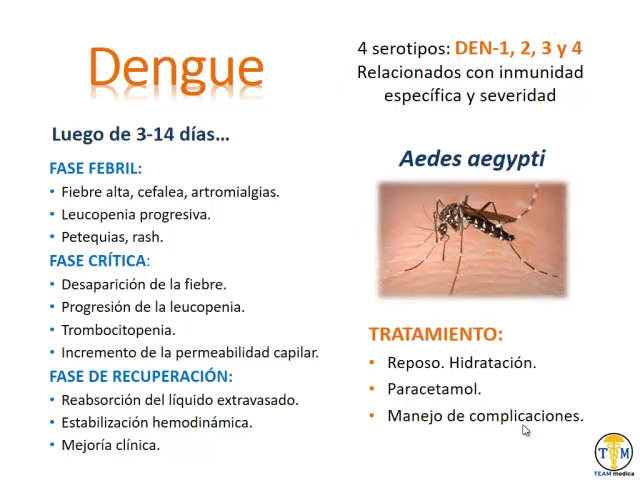 Dengue
Luego de 3-14 días…
FASE FEBRIL:
• Fiebre alta, cefalea, artromialgias.
• Leucopenia progresiva.
• Petequias, rash.
FASE CRÍTICA:
• Desaparición de la fiebre.
• Progresión de la leucopenia.
• Trombocitopenia.
• Incremento de la permeabilidad capilar.
FASE DE RECUPERACIÓN:
• Reabsorción del líquido extravasado.
• Estabilización hemodinámica.
• Mejoría clínica.
4 serotipos: DEN-1, 2, 3 y 4
Relacionados con inmunidad
específica y severidad
Aedes aegypti
TRATAMIENTO:
• Reposo. Hidratación.
• Paracetamol.
• Manejo de complicaciones.
T M
TEAM medica